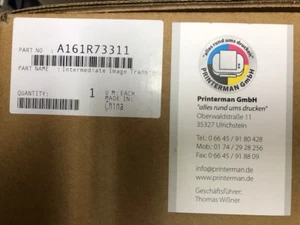 PART NO. A161R73311
PART NAME : Intermediate Image Trans
QUANTITY: 1 U.M:EACH
MADE IN:
CHINA
"alles rund ums drucken"
PRINTERMAN GmbH
Printerman GmbH
"alles rund ums drucken"
Oberwaldstraße 11
35327 Ulrichstein
Tel.: 0 66 45 / 91 80 428
Mob: 01 74 / 29 28 256
Fax: 0 66 45 / 91 88 09
info@printerman.de
www.printerman.de
Geschäftsführer:
Thomas Wißner